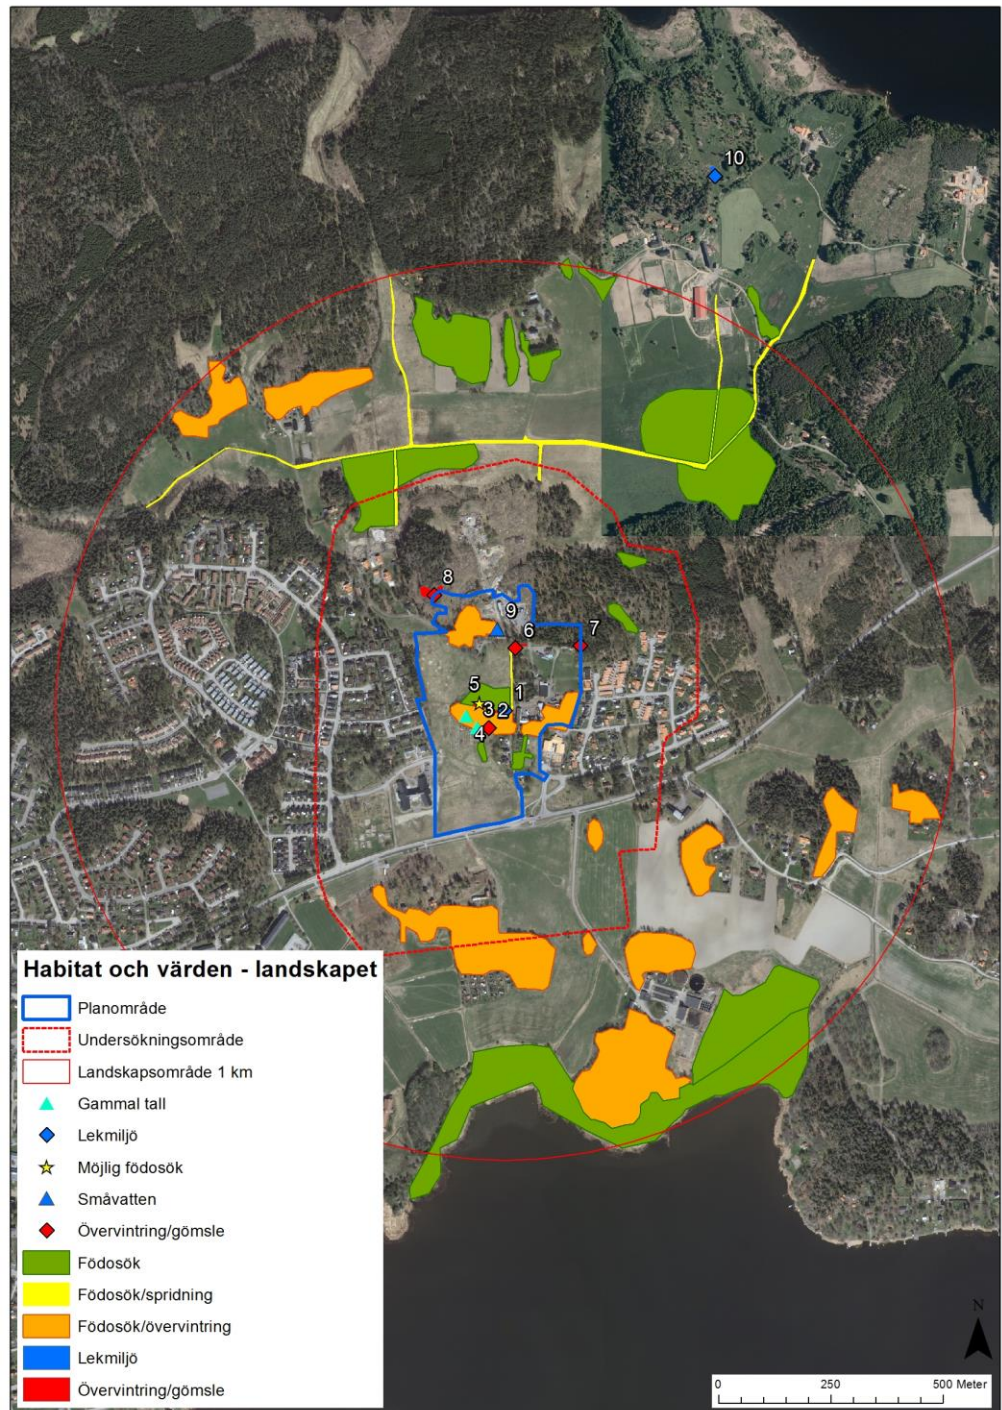 10
8
9
6
7
5
1
3
2
4
Habitat och värden - landskapet
Planområde
Undersökningsområde
Landskapsområde 1 km
Gammal tall
Lekmiljö
Möjlig födosök
Småvatten
Övervintring/gömsle
Födosök
Födosök/spridning
Födosök/övervintring
Lekmiljö
Övervintring/gömsle
N
0 250 500 Meter